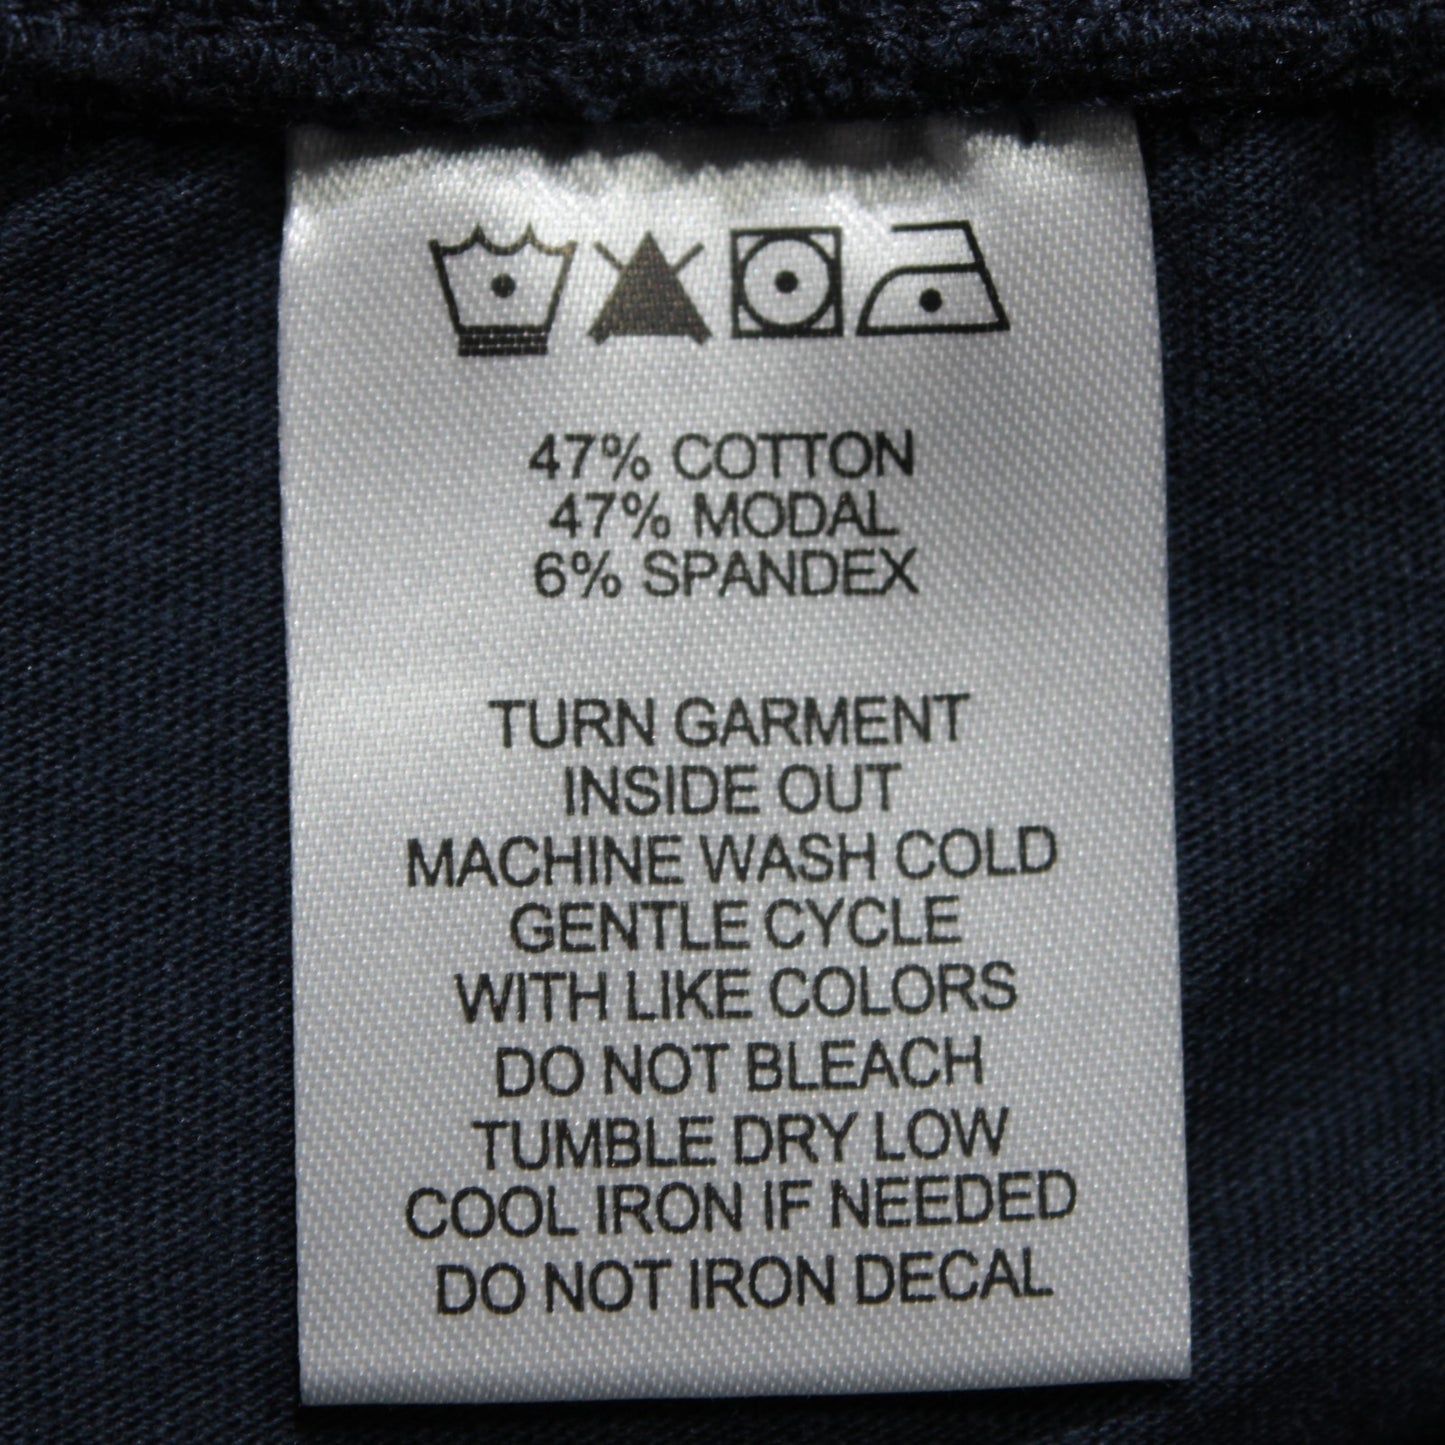 47% COTTON
47% MODAL
6% SPANDEX
TURN GARMENT
INSIDE OUT
MACHINE WASH COLD
GENTLE CYCLE
WITH LIKE COLORS
DO NOT BLEACH
TUMBLE DRY LOW
COOL IRON IF NEEDED
DO NOT IRON DECAL